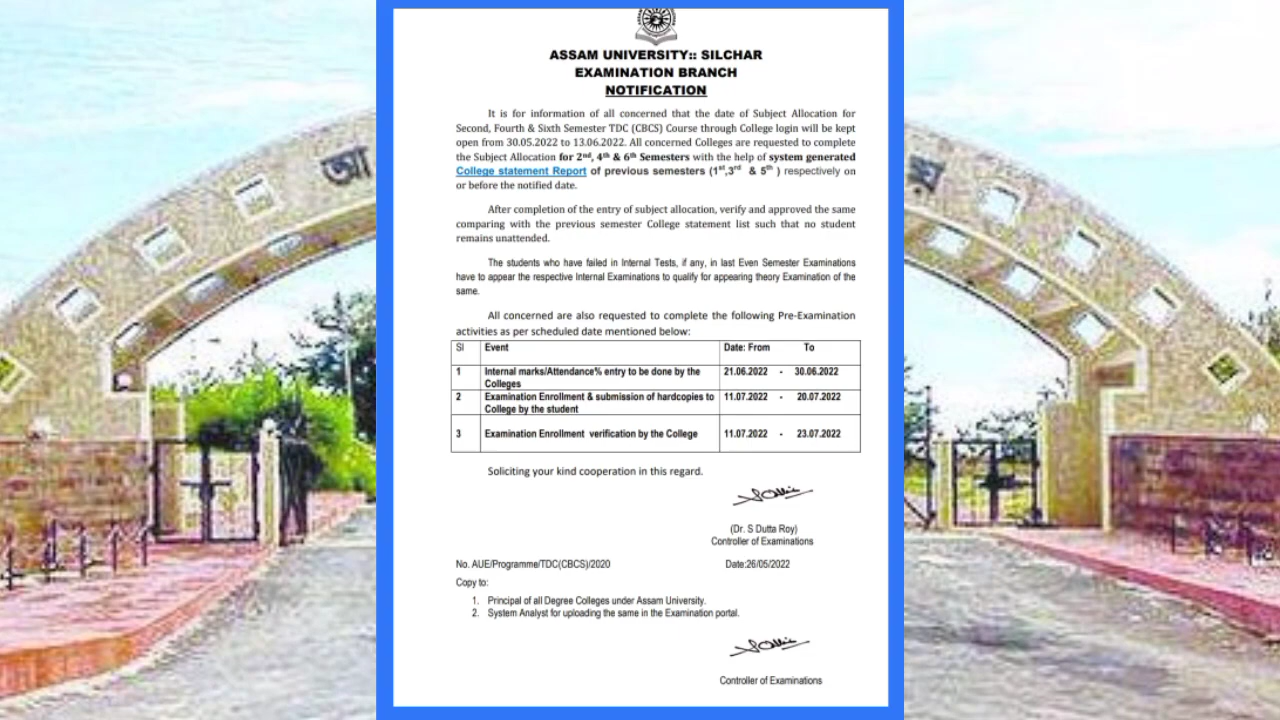 আ
ASSAM UNIVERSITY:: SILCHAR
EXAMINATION BRANCH
NOTIFICATION
It is for information of all concerned that the date of Subject Allocation for
Second, Fourth & Sixth Semester TDC (CBCS) Course through College login will be kept
open from 30.05.2022 to 13.06.2022. All concerned Colleges are requested to complete
the Subject Allocation for 2nd, 4th & 6th Semesters with the help of system generated
College statement Report of previous semesters (1st,3rd & 5th ) respectively on
or before the notified date.
After completion of the entry of subject allocation, verify and approved the same
comparing with the previous semester College statement list such that no student
remains unattended.
The students who have failed in Internal Tests, if any, in last Even Semester Examinations
have to appear the respective Internal Examinations to qualify for appearing theory Examination of the
same.
All concerned are also requested to complete the following Pre-Examination
activities as per scheduled date mentioned below:
Sl Event Date: From To
1 Internal marks/Attendance% entry to be done by the 21.06.2022 - 30.06.2022
Colleges
2 Examination Enrollment & submission of hardcopies to 11.07.2022 - 20.07.2022
College by the student
3 Examination Enrollment verification by the College 11.07.2022 - 23.07.2022
Soliciting your kind cooperation in this regard.
(Dr. S Dutta Roy)
Controller of Examinations
No. AUE/Programme/TDC(CBCS)/2020 Date:26/05/2022
Copy to:
1. Principal of all Degree Colleges under Assam University.
2. System Analyst for uploading the same in the Examination portal.
Controller of Examinations